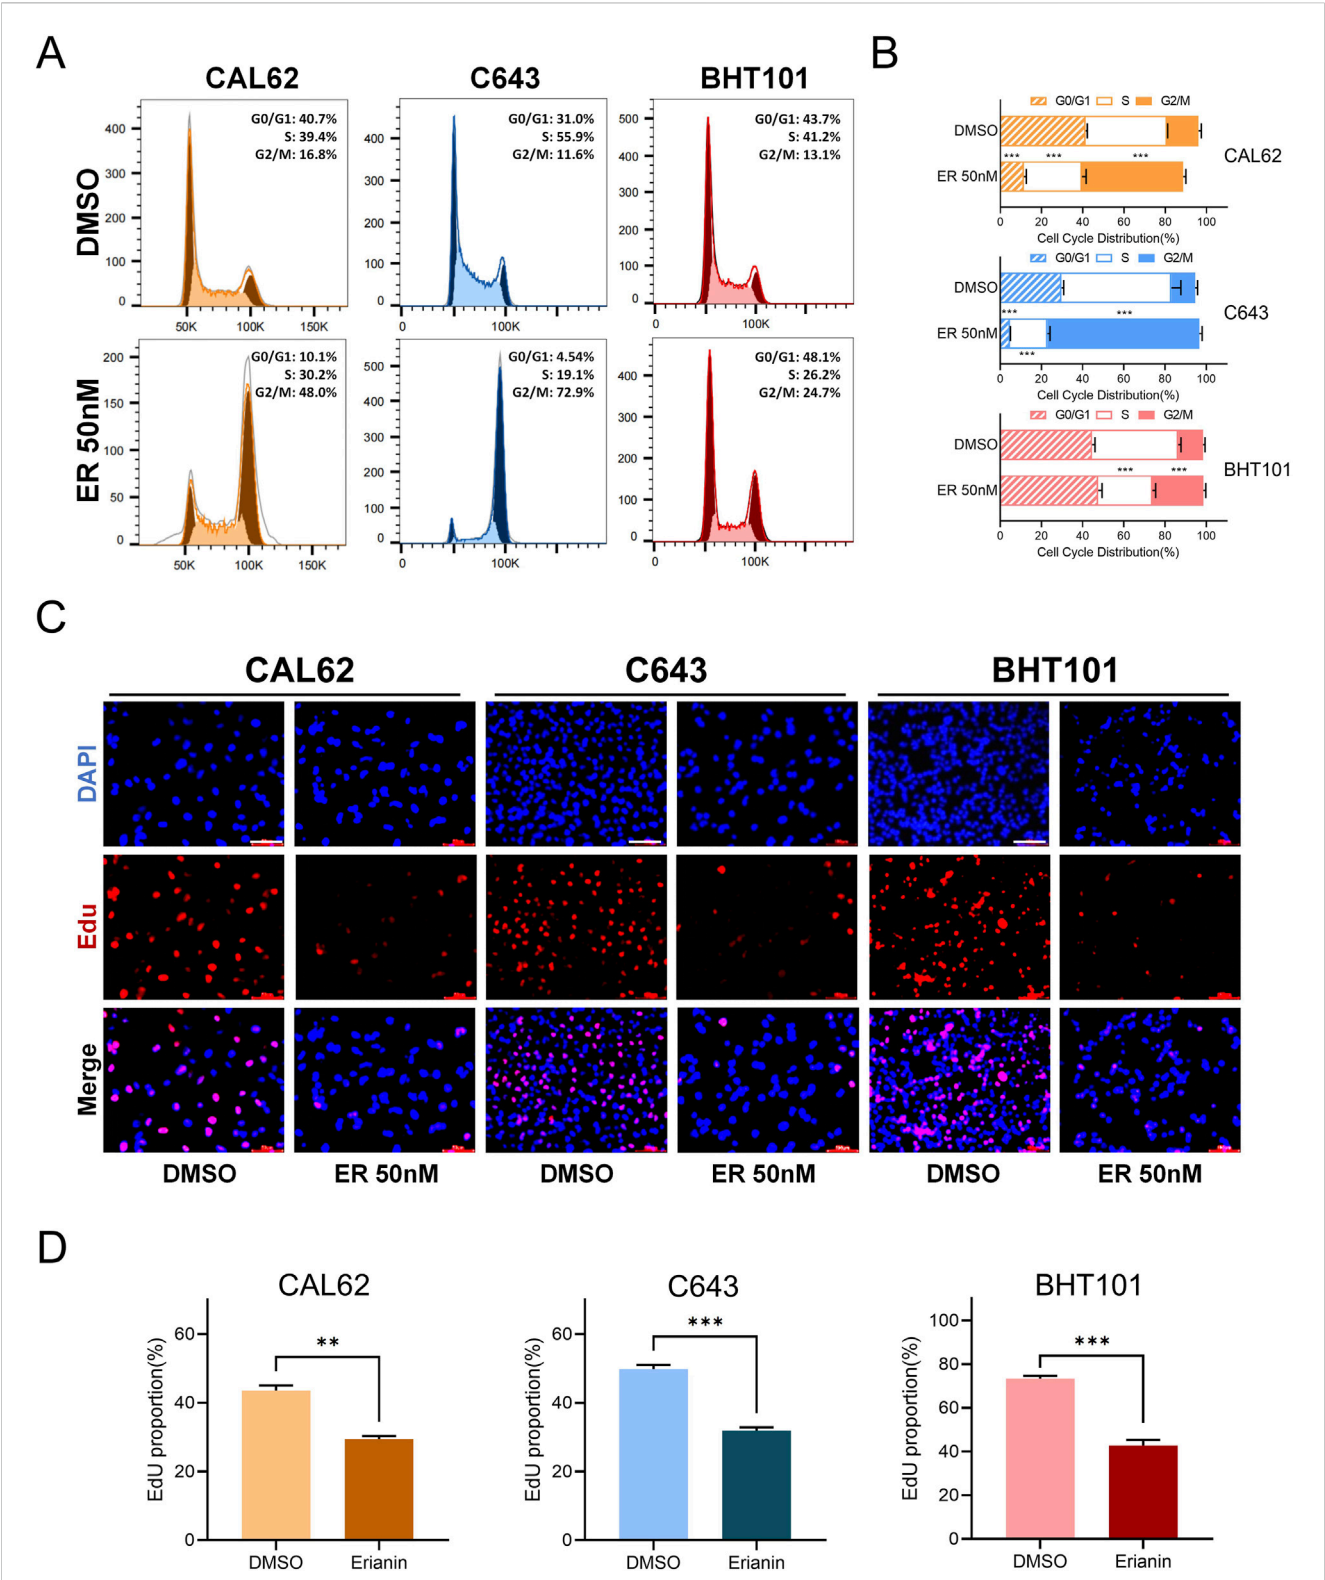 A
CAL62
C643
BHT101
DMSO
G0/G1: 40.7%
S: 39.4%
G2/M: 16.8%
400
300
200
100
0
50K
100K
150K
G0/G1: 31.0%
S: 55.9%
G2/M: 11.6%
400
300
200
100
0
0
100K
G0/G1: 43.7%
S: 41.2%
G2/M: 13.1%
500
400
300
200
100
0
0
100K
ER 50nM
G0/G1: 10.1%
S: 30.2%
G2/M: 48.0%
200
150
100
50
0
50K
100K
150K
G0/G1: 4.54%
S: 19.1%
G2/M: 72.9%
500
400
300
200
100
0
0
100K
G0/G1: 48.1%
S: 26.2%
G2/M: 24.7%
400
300
200
100
0
0
100K
B
G0/G1 S G2/M
DMSO
*** *** ***
ER 50nM
CAL62
0 20 40 60 80 100
Cell Cycle Distribution(%)
G0/G1 S G2/M
DMSO
*** ***
ER 50nM
***
C643
0 20 40 60 80 100
Cell Cycle Distribution(%)
G0/G1 S G2/M
DMSO
*** ***
ER 50nM
BHT101
0 20 40 60 80 100
Cell Cycle Distribution(%)
C
CAL62
C643
BHT101
DAPI
Edu
Merge
DMSO
ER 50nM
DMSO
ER 50nM
DMSO
ER 50nM
D
CAL62
EdU proportion(%)
60
40
20
0
**
DMSO
Erianin
C643
EdU proportion(%)
60
40
20
0
***
DMSO
Erianin
BHT101
EdU proportion(%)
100
80
60
40
20
0
***
DMSO
Erianin